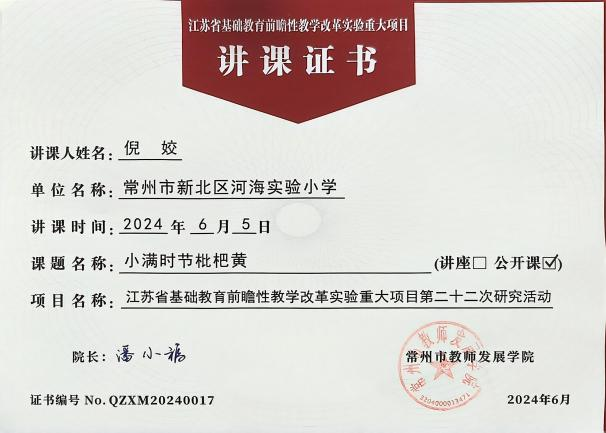 江苏省基础教育前瞻性教学改革实验重大项目
讲课证书
讲课人姓名：倪 姣
单位名称：常州市新北区河海实验小学
讲课时间：2024 年 6 月 5 日
课题名称：小满时节枇杷黄 (讲座☐ 公开课☑)
项目名称：江苏省基础教育前瞻性教学改革实验重大项目第二十二次研究活动
院长：潘小福
常州市教师发展学院
常州市教师发展学院
3204000013471
证书编号 No. QZXM20240017
2024年6月